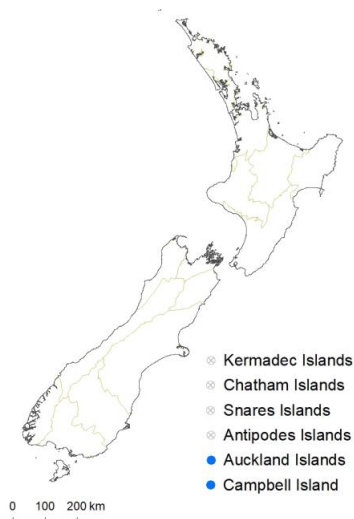 Kermadec Islands
Chatham Islands
Snares Islands
Antipodes Islands
Auckland Islands
Campbell Island
0 100 200 km